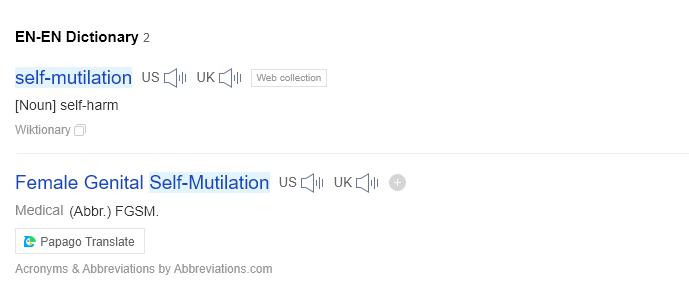 EN-EN Dictionary 2
self-mutilation US UK Web collection
[Noun] self-harm
Wiktionary
Female Genital Self-Mutilation US UK
Medical (Abbr.) FGSM.
Papago Translate
Acronyms & Abbreviations by Abbreviations.com